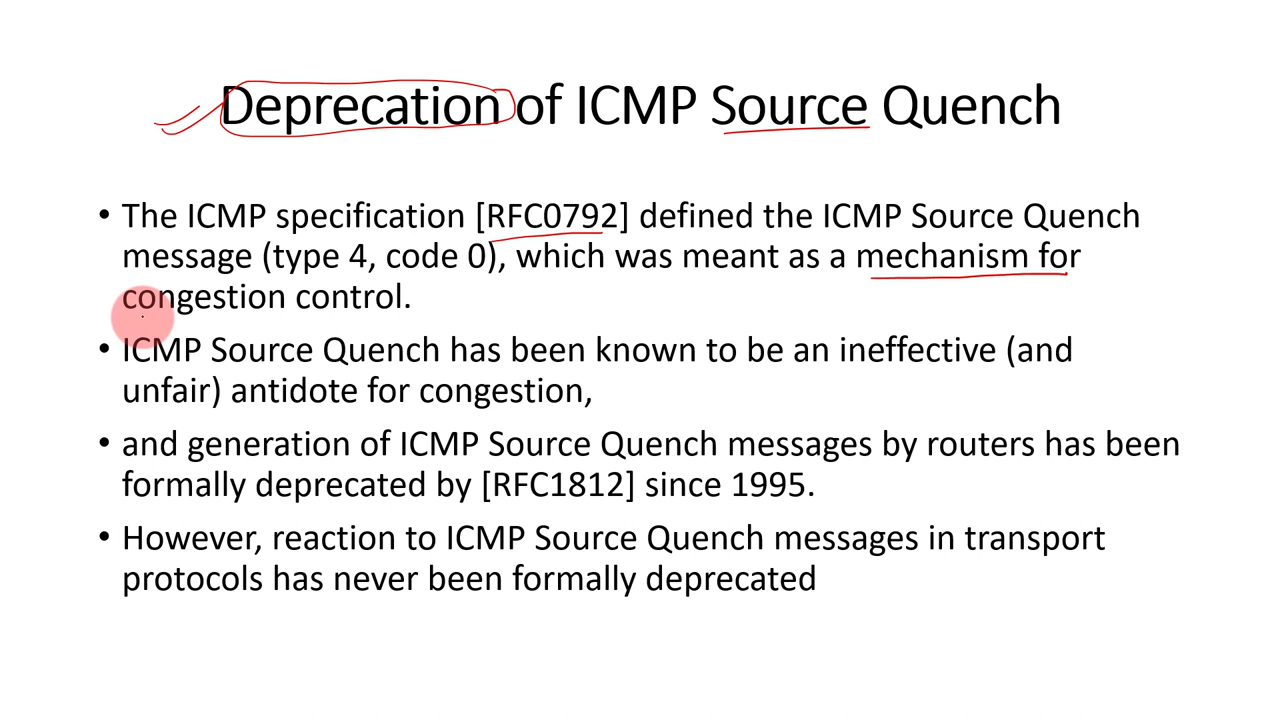 Deprecation of ICMP Source Quench
• The ICMP specification [RFC0792] defined the ICMP Source Quench
message (type 4, code 0), which was meant as a mechanism for
congestion control.
• ICMP Source Quench has been known to be an ineffective (and
unfair) antidote for congestion,
• and generation of ICMP Source Quench messages by routers has been
formally deprecated by [RFC1812] since 1995.
• However, reaction to ICMP Source Quench messages in transport
protocols has never been formally deprecated